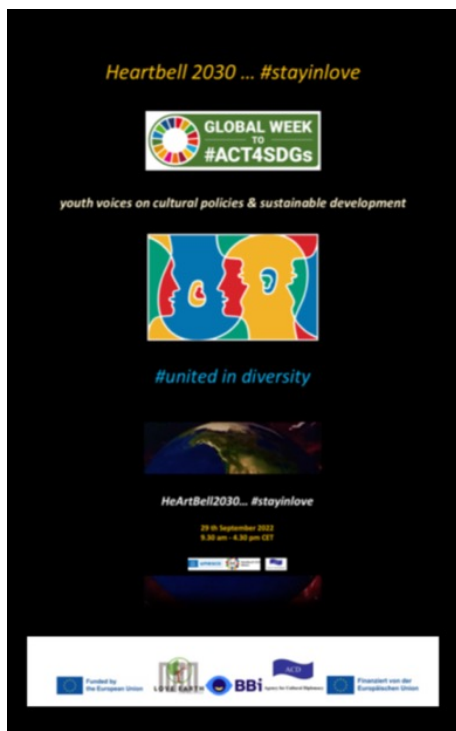 Heartbell 2030 ... #stayinlove
GLOBAL WEEK
TO
#ACT4SDGs
youth voices on cultural policies & sustainable development
#united in diversity
HeArtBell2030... #stayinlove
29 th September 2022
9.30 am - 4.30 pm CET
Funded by
the European Union
LOVE EARTH
BBi
ACD
Agency for Cultural Diplomacy
Finanziert von der
Europäischen Union